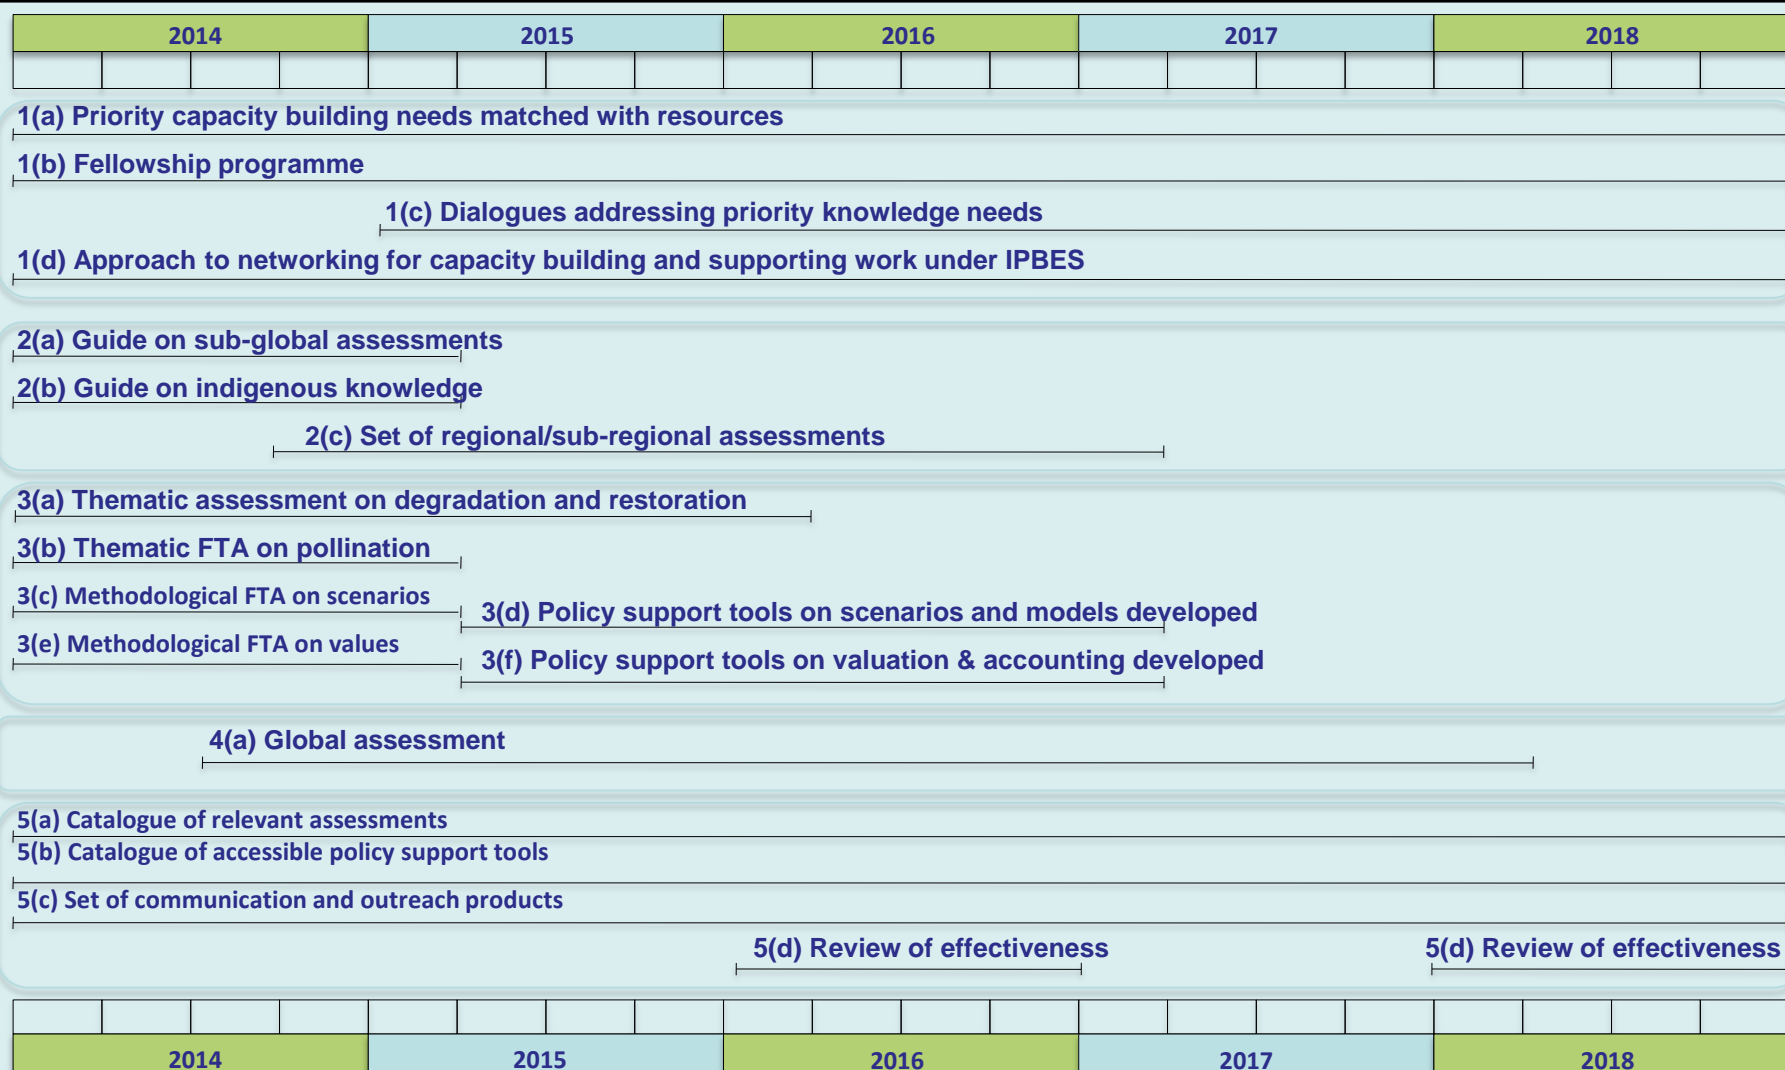 2014 2015 2016 2017 2018
1(a) Priority capacity building needs matched with resources
1(b) Fellowship programme
1(c) Dialogues addressing priority knowledge needs
1(d) Approach to networking for capacity building and supporting work under IPBES
2(a) Guide on sub-global assessments
2(b) Guide on indigenous knowledge
2(c) Set of regional/sub-regional assessments
3(a) Thematic assessment on degradation and restoration
3(b) Thematic FTA on pollination
3(c) Methodological FTA on scenarios
3(d) Policy support tools on scenarios and models developed
3(e) Methodological FTA on values
3(f) Policy support tools on valuation & accounting developed
4(a) Global assessment
5(a) Catalogue of relevant assessments
5(b) Catalogue of accessible policy support tools
5(c) Set of communication and outreach products
5(d) Review of effectiveness 5(d) Review of effectiveness
2014 2015 2016 2017 2018